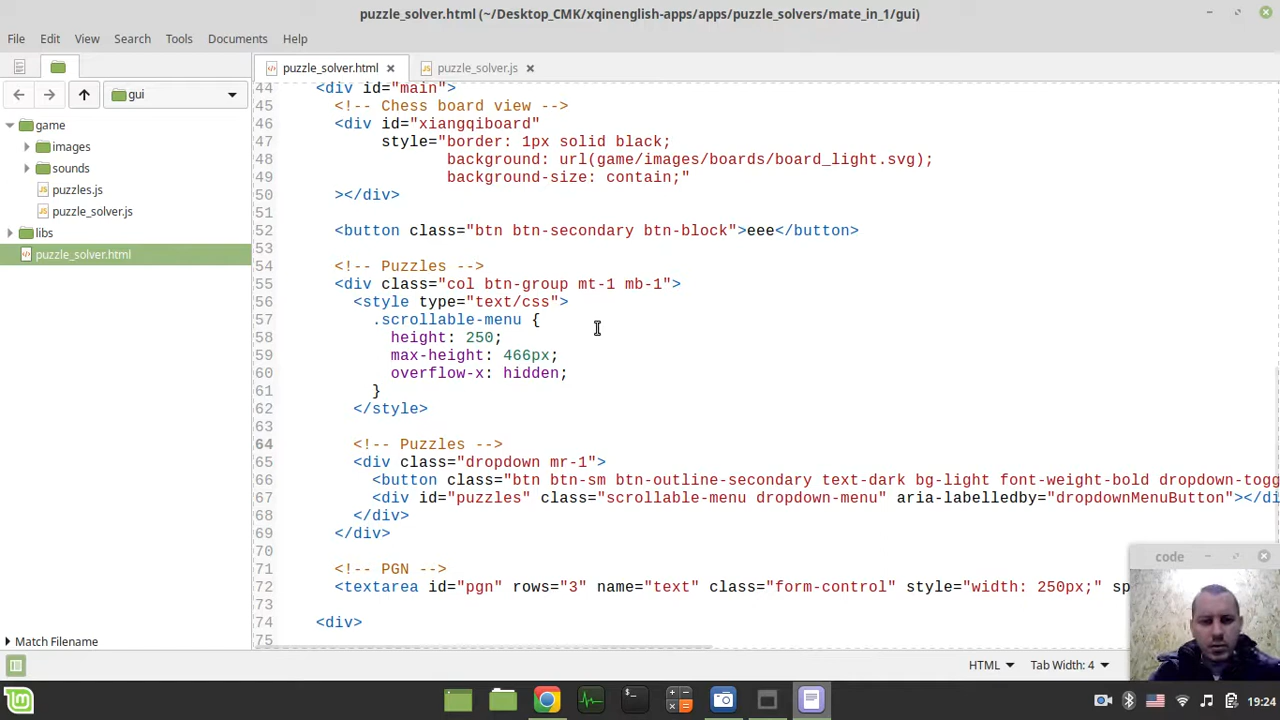 puzzle_solver.html (~/Desktop_CMK/xqinenglish-apps/apps/puzzle_solvers/mate_in_1/gui)
File Edit View Search Tools Documents Help
puzzle_solver.html puzzle_solver.js
gui
game
images
sounds
puzzles.js
puzzle_solver.js
libs
puzzle_solver.html
44 <div id="main">
45 <!-- Chess board view -->
46 <div id="xiangqiboard"
47 style="border: 1px solid black;
48 background: url(game/images/boards/board_light.svg);
49 background-size: contain;"
50 ></div>
51
52 <button class="btn btn-secondary btn-block">eee</button>
53
54 <!-- Puzzles -->
55 <div class="col btn-group mt-1 mb-1">
56 <style type="text/css">
57 .scrollable-menu {
58 height: 250;
59 max-height: 466px;
60 overflow-x: hidden;
61 }
62 </style>
63
64 <!-- Puzzles -->
65 <div class="dropdown mr-1">
66 <button class="btn btn-sm btn-outline-secondary text-dark bg-light font-weight-bold dropdown-togg
67 <div id="puzzles" class="scrollable-menu dropdown-menu" aria-labelledby="dropdownMenuButton"></di
68 </div>
69 </div>
70
71 <!-- PGN -->
72 <textarea id="pgn" rows="3" name="text" class="form-control" style="width: 250px;" sp
73
74 <div>
75
code
Match Filename
HTML Tab Width: 4
19:24